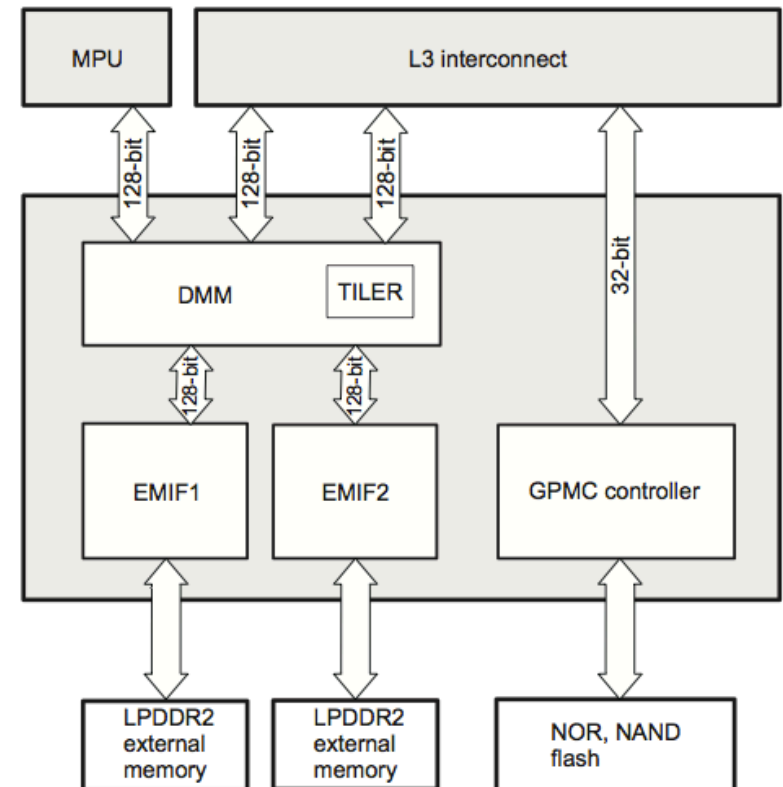 MPU
L3 interconnect
128-bit
128-bit
128-bit
32-bit
DMM
TILER
128-bit
128-bit
EMIF1
EMIF2
GPMC controller
LPDDR2
external
memory
LPDDR2
external
memory
NOR, NAND
flash